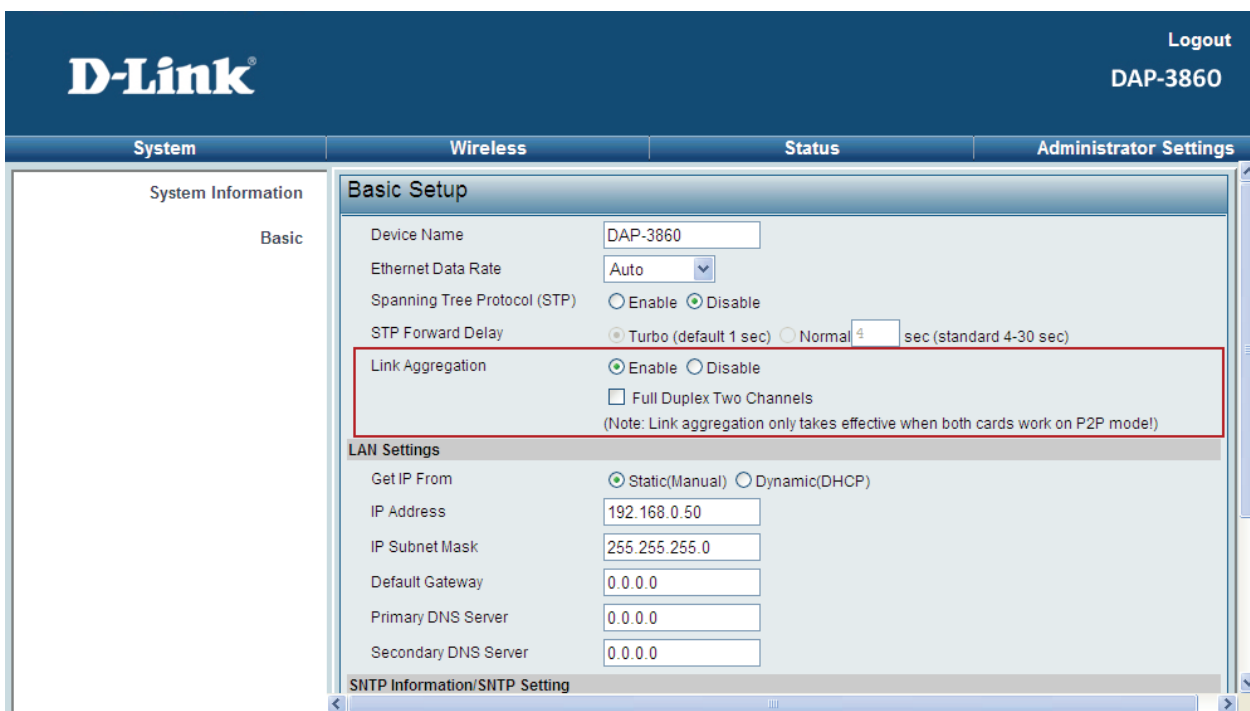 Logout
D-Link®
DAP-3860
System Wireless Status Administrator Settings
System Information
Basic
Basic Setup
Device Name DAP-3860
Ethernet Data Rate Auto
Spanning Tree Protocol (STP) Enable Disable
STP Forward Delay Turbo (default 1 sec) Normal 4 sec (standard 4-30 sec)
Link Aggregation Enable Disable
Full Duplex Two Channels
(Note: Link aggregation only takes effective when both cards work on P2P mode!)
LAN Settings
Get IP From Static(Manual) Dynamic(DHCP)
IP Address 192.168.0.50
IP Subnet Mask 255.255.255.0
Default Gateway 0.0.0.0
Primary DNS Server 0.0.0.0
Secondary DNS Server 0.0.0.0
SNTP Information/SNTP Setting